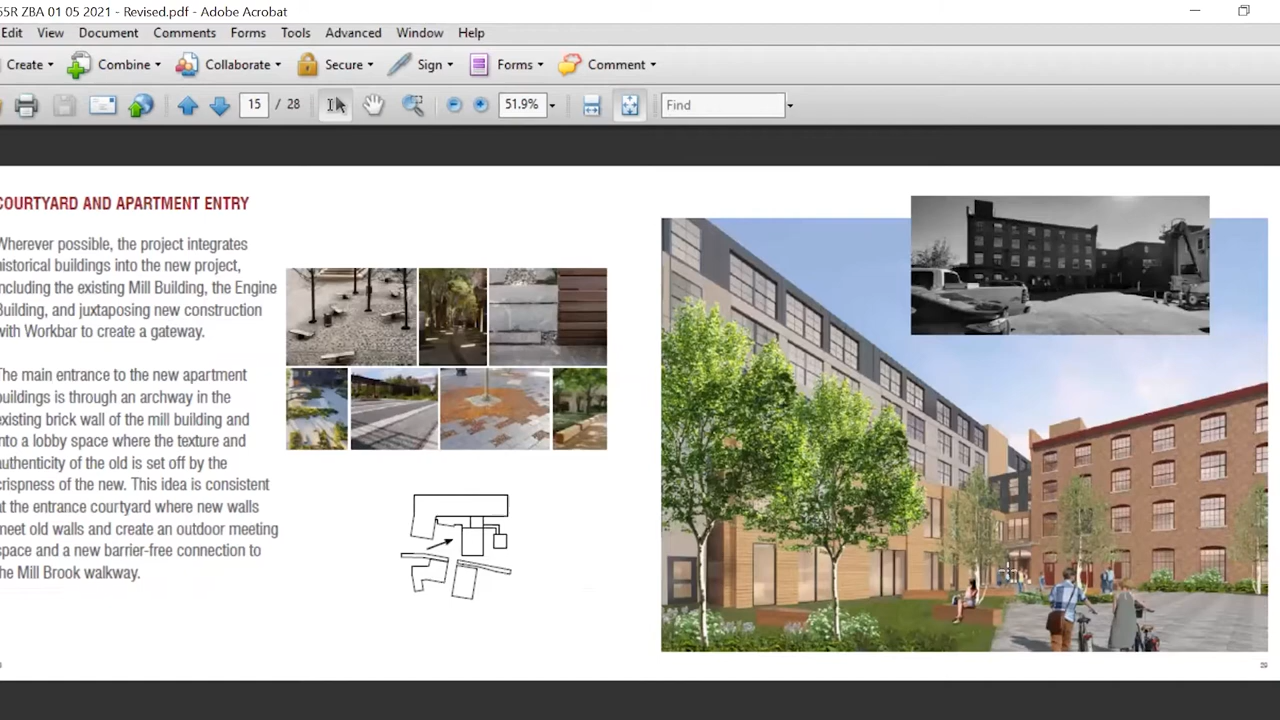 55R ZBA 01 05 2021 - Revised.pdf - Adobe Acrobat
Edit View Document Comments Forms Tools Advanced Window Help
Create Combine Collaborate Secure Sign Forms Comment
15 / 28 51.9% Find
COURTYARD AND APARTMENT ENTRY
Wherever possible, the project integrates
historical buildings into the new project,
including the existing Mill Building, the Engine
Building, and juxtaposing new construction
with Workbar to create a gateway.
The main entrance to the new apartment
buildings is through an archway in the
existing brick wall of the mill building and
into a lobby space where the texture and
authenticity of the old is set off by the
crispness of the new. This idea is consistent
at the entrance courtyard where new walls
meet old walls and create an outdoor meeting
space and a new barrier-free connection to
the Mill Brook walkway.